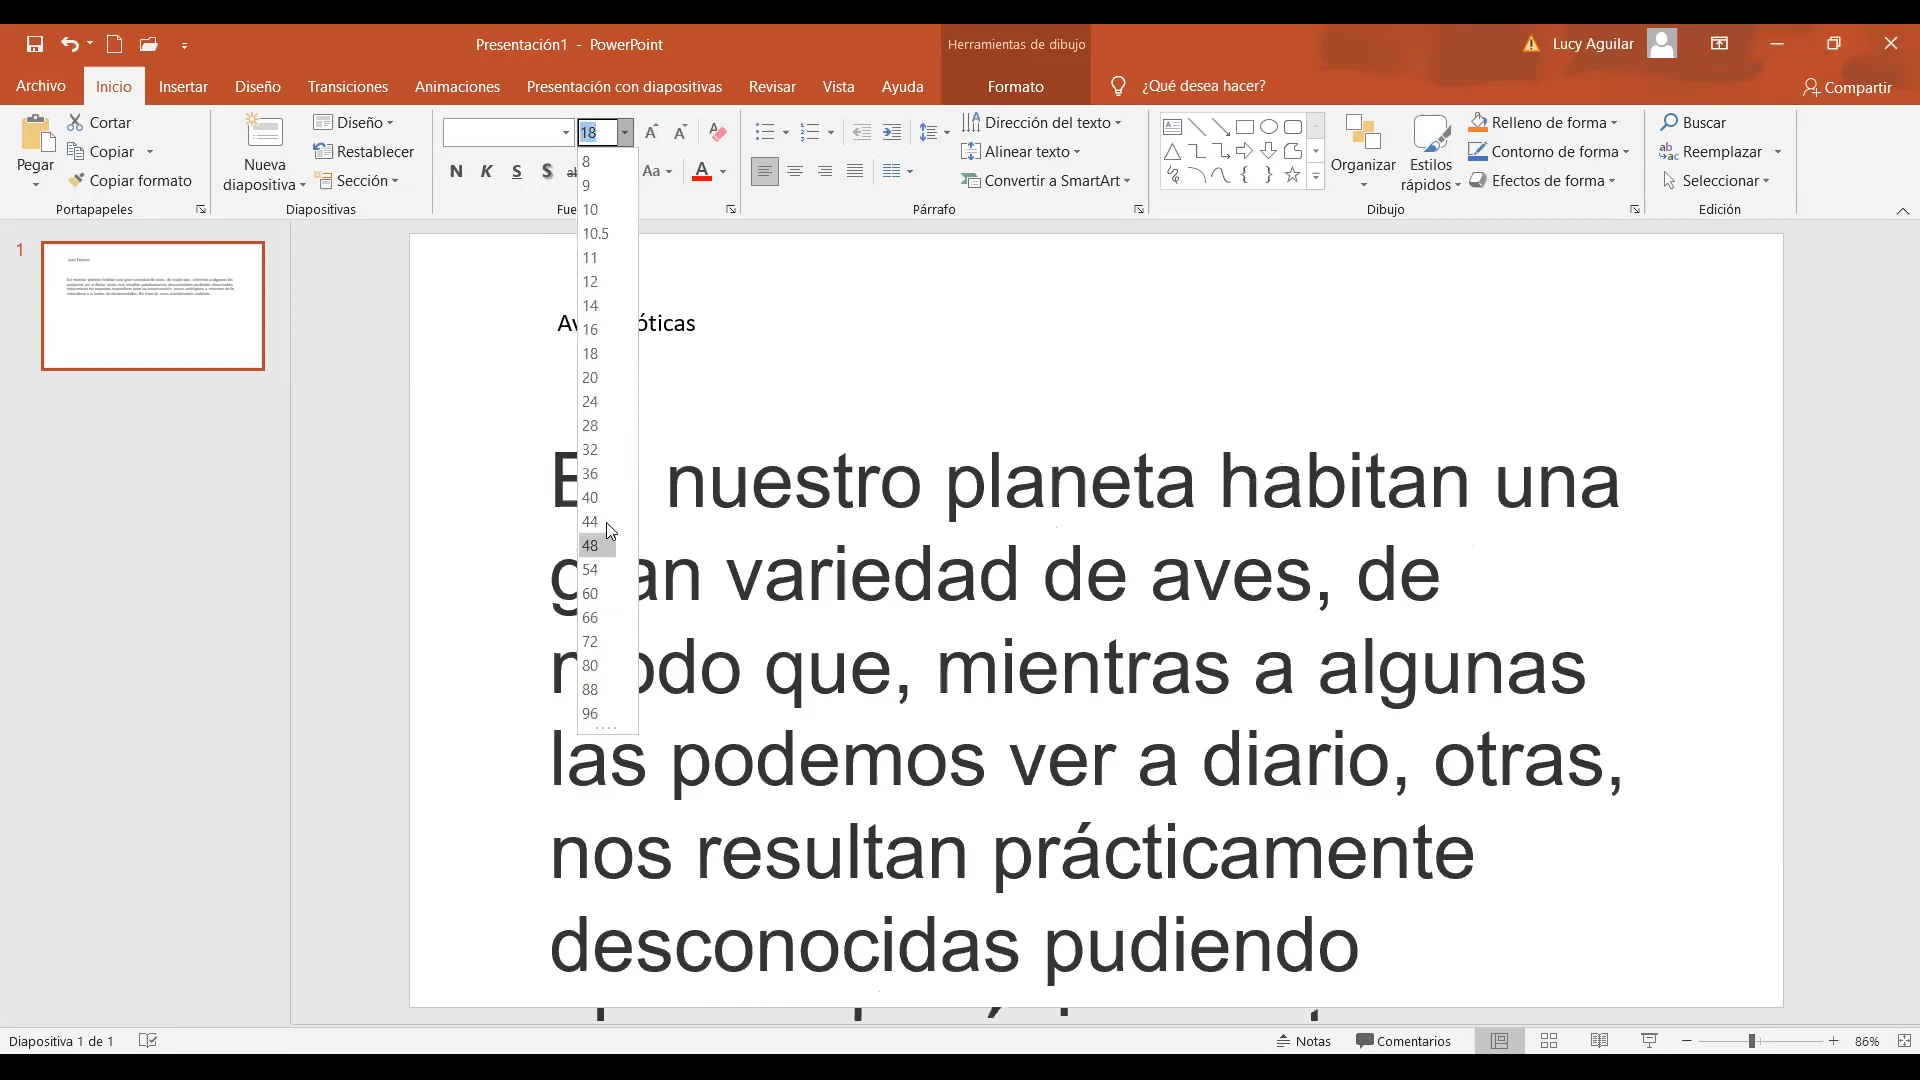 Presentación1 - PowerPoint
Herramientas de dibujo
Lucy Aguilar
Archivo
Inicio
Insertar
Diseño
Transiciones
Animaciones
Presentación con diapositivas
Revisar
Vista
Ayuda
Formato
¿Qué desea hacer?
Compartir
Pegar
Cortar
Copiar
Copiar formato
Portapapeles
Nueva
diapositiva
Diseño
Restablecer
Sección
Diapositivas
18
N K S S ab
Aa A
Fue
Dirección del texto
Alinear texto
Convertir a SmartArt
Párrafo
Organizar
Estilos
rápidos
Relleno de forma
Contorno de forma
Efectos de forma
Dibujo
Buscar
Reemplazar
Seleccionar
Edición
8
9
10
10.5
11
12
14
16
18
20
24
28
32
36
40
44
48
54
60
66
72
80
88
96
1
Av óticas
E nuestro planeta habitan una
g an variedad de aves, de
m odo que, mientras a algunas
las podemos ver a diario, otras,
nos resultan prácticamente
desconocidas pudiendo
Diapositiva 1 de 1
Notas
Comentarios
86%